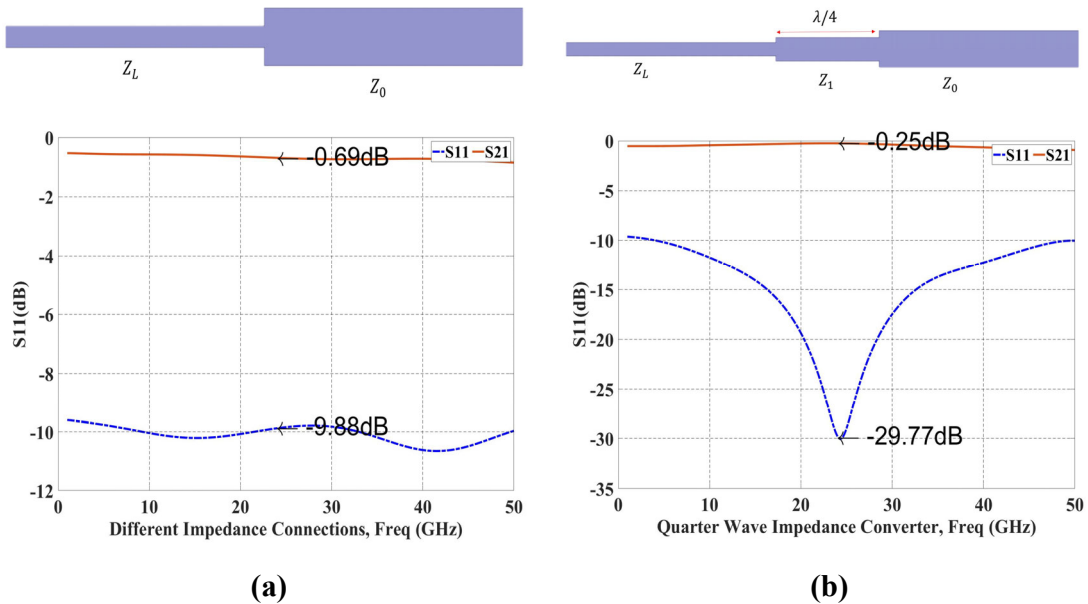 Z_L
Z_0
λ/4
Z_L
Z_1
Z_0
0
-2
-4
-6
-8
-10
-12
S11(dB)
-0.69dB
S11 S21
-9.88dB
0 10 20 30 40 50
Different Impedance Connections, Freq (GHz)
(a)
0
-5
-10
-15
-20
-25
-30
-35
S11(dB)
-0.25dB
S11 S21
-29.77dB
0 10 20 30 40 50
Quarter Wave Impedance Converter, Freq (GHz)
(b)